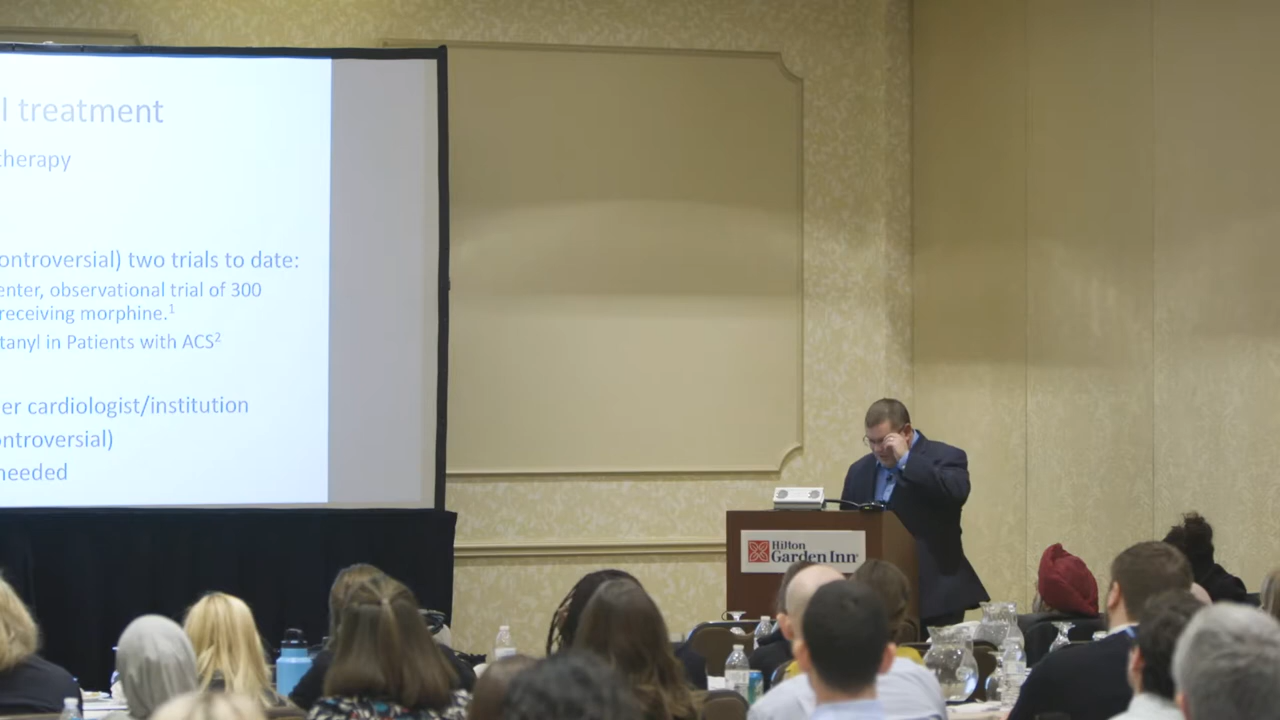 l treatment
therapy
ontroversial) two trials to date:
enter, observational trial of 300
receiving morphine.1
tanyl in Patients with ACS2
er cardiologist/institution
ontroversial)
needed
Hilton
Garden Inn